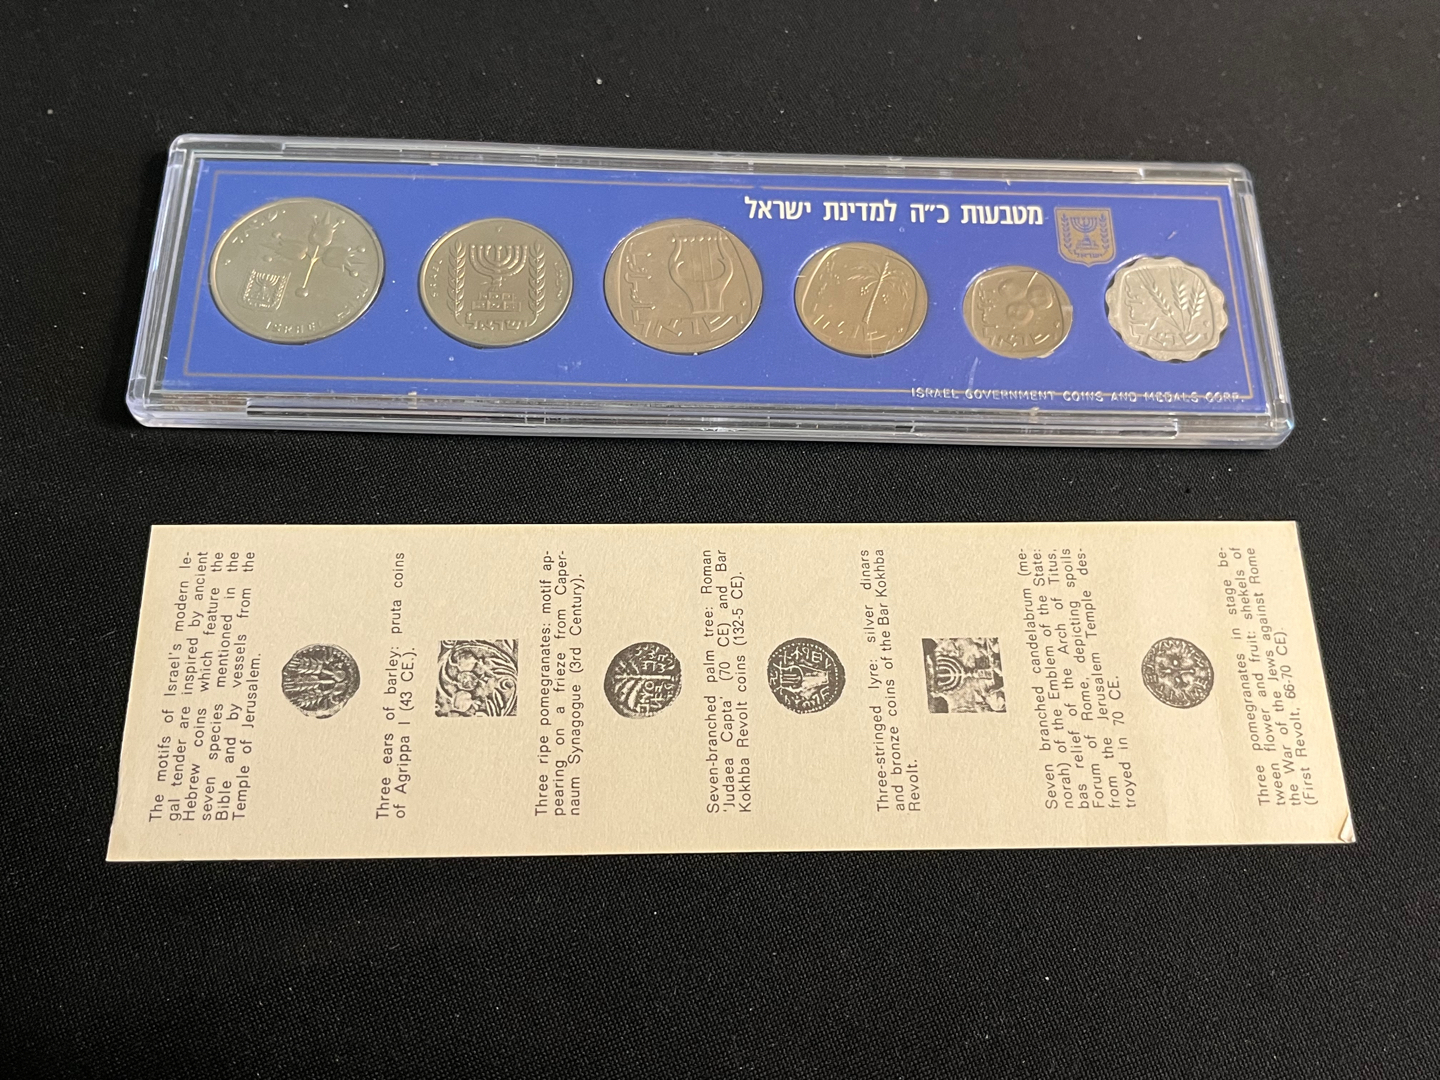 מטבעות כ״ה למדינת ישראל
ISRAEL GOVERNMENT COINS AND MEDALS CORP.
ISRAEL
ישראל
ישראל
ישראל
ישראל
ישראל
The motifs of Israel's modern le-
gal tender are inspired by ancient
Hebrew coins which feature the
seven species mentioned in the
Bible and by vessels from the
Temple of Jerusalem.
Three ears of barley: pruta coins
of Agrippa I (43 CE.).
Three ripe pomegranates: motif ap-
pearing on a frieze from Caper-
naum Synagogue (3rd Century).
Seven-branched palm tree: Roman
'Judaea Capta' (70 CE) and Bar
Kokhba Revolt coins (132-5 CE).
Three-stringed lyre: silver dinars
and bronze coins of the Bar Kokhba
Revolt.
Seven branched candelabrum (me-
norah) of the Emblem of the State:
bas relief of the Arch of Titus,
Forum of Rome, depicting spoils
from the Jerusalem Temple des-
troyed in 70 CE.
Three pomegranates in stage be-
tween flower and fruit: shekels of
the War of the Jews against Rome
(First Revolt, 66-70 CE).